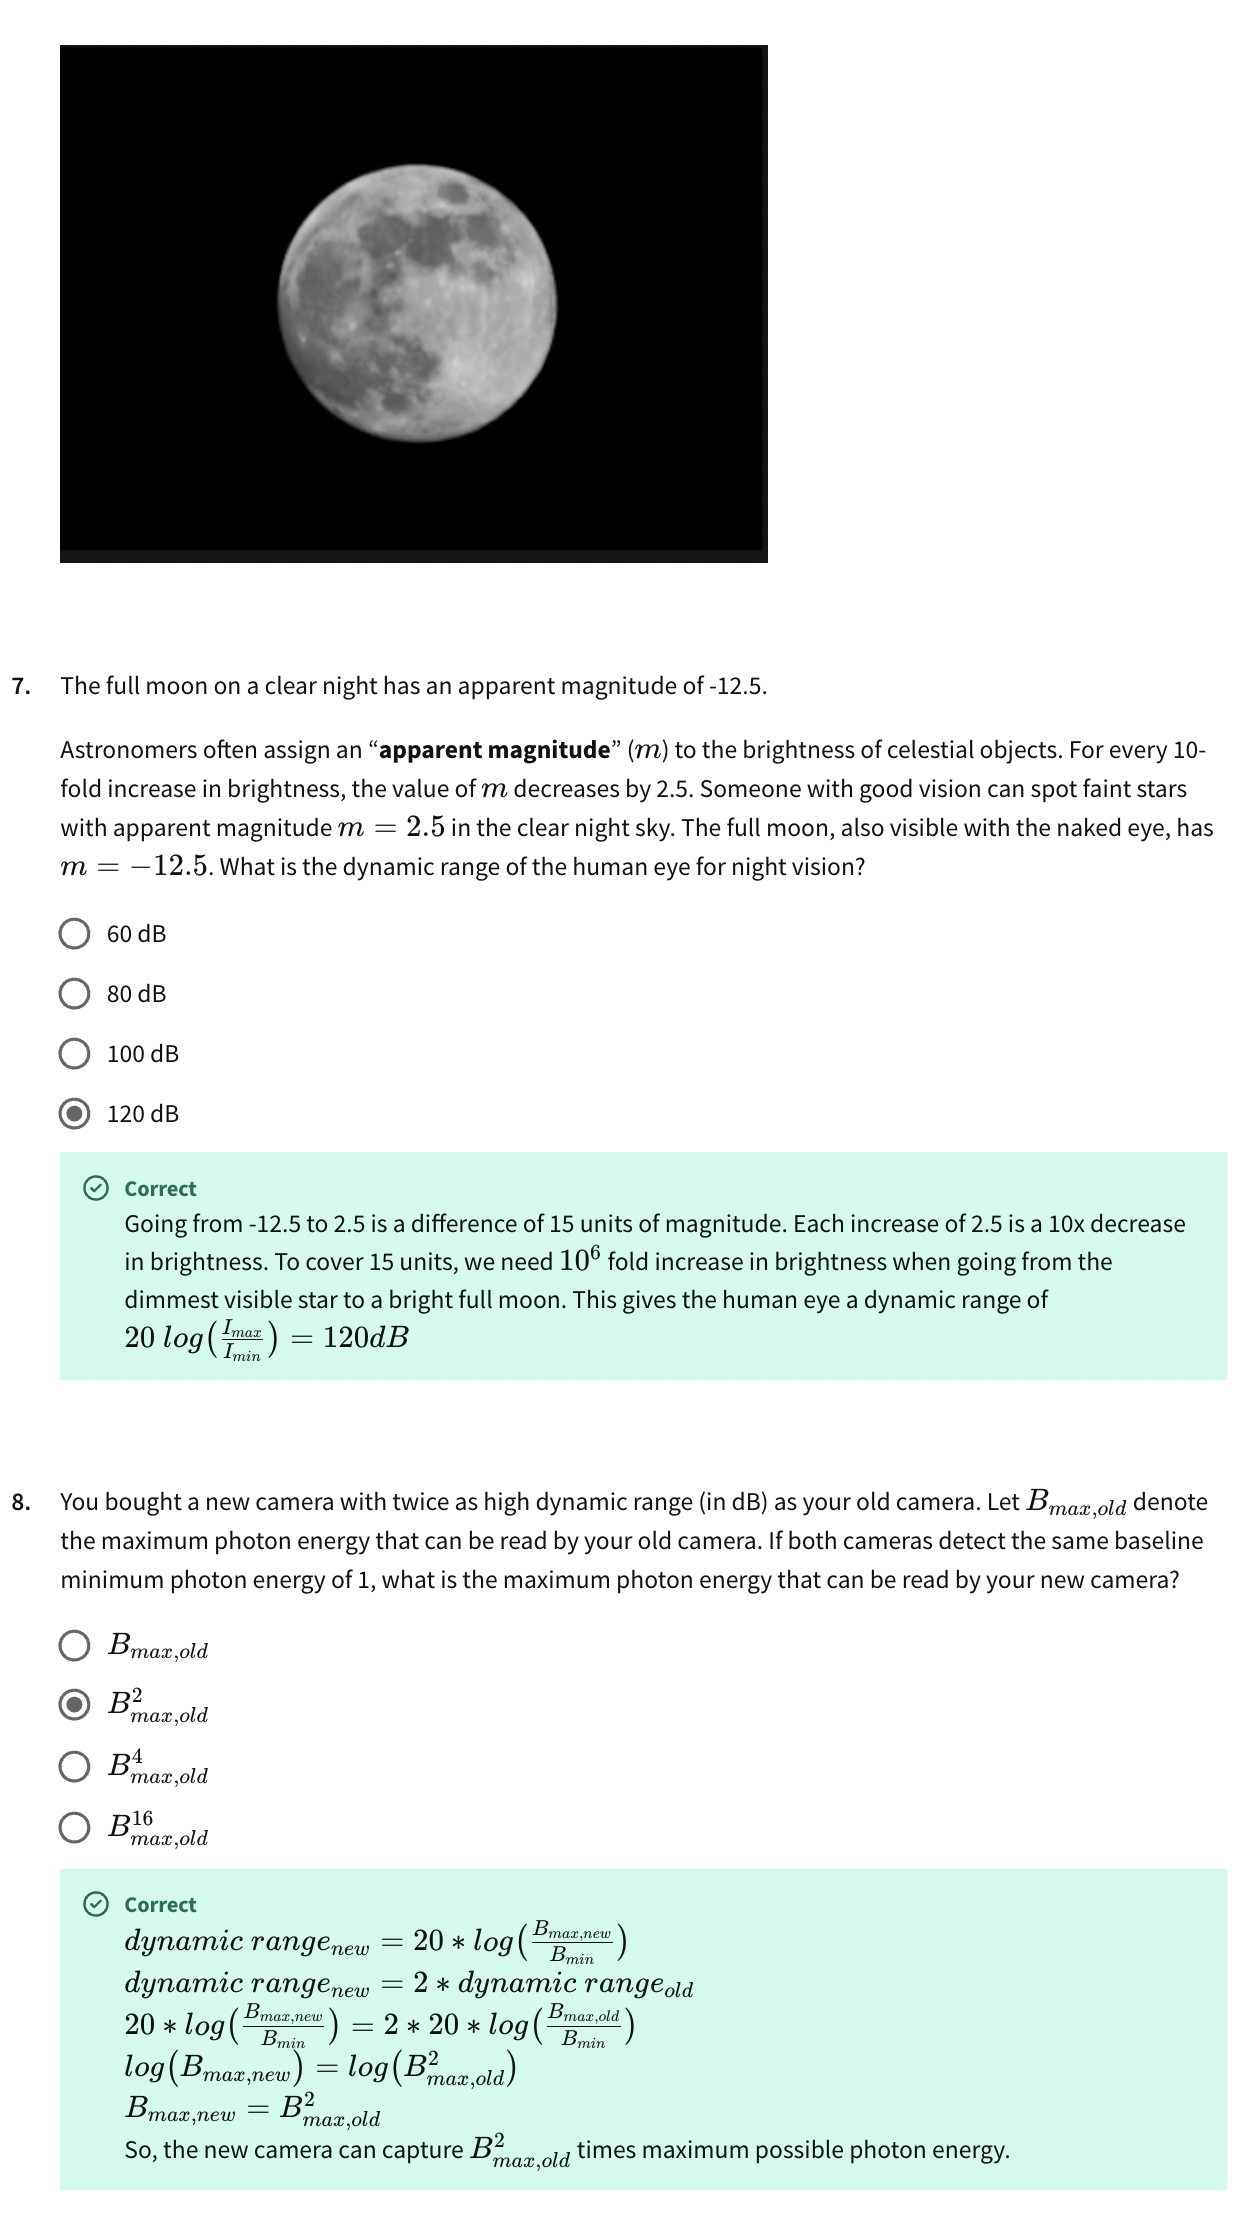 7. The full moon on a clear night has an apparent magnitude of -12.5.
Astronomers often assign an “apparent magnitude” (m) to the brightness of celestial objects. For every 10-
fold increase in brightness, the value of m decreases by 2.5. Someone with good vision can spot faint stars
with apparent magnitude m = 2.5 in the clear night sky. The full moon, also visible with the naked eye, has
m = −12.5. What is the dynamic range of the human eye for night vision?
60 dB
80 dB
100 dB
120 dB
Correct
Going from -12.5 to 2.5 is a difference of 15 units of magnitude. Each increase of 2.5 is a 10x decrease
in brightness. To cover 15 units, we need 10^6 fold increase in brightness when going from the
dimmest visible star to a bright full moon. This gives the human eye a dynamic range of
20 log(I_{max}/I_{min}) = 120dB
8. You bought a new camera with twice as high dynamic range (in dB) as your old camera. Let B_{max,old} denote
the maximum photon energy that can be read by your old camera. If both cameras detect the same baseline
minimum photon energy of 1, what is the maximum photon energy that can be read by your new camera?
B_{max,old}
B^2_{max,old}
B^4_{max,old}
B^{16}_{max,old}
Correct
dynamic range_{new} = 20 * log(B_{max,new}/B_{min})
dynamic range_{new} = 2 * dynamic range_{old}
20 * log(B_{max,new}/B_{min}) = 2 * 20 * log(B_{max,old}/B_{min})
log(B_{max,new}) = log(B^2_{max,old})
B_{max,new} = B^2_{max,old}
So, the new camera can capture B^2_{max,old} times maximum possible photon energy.